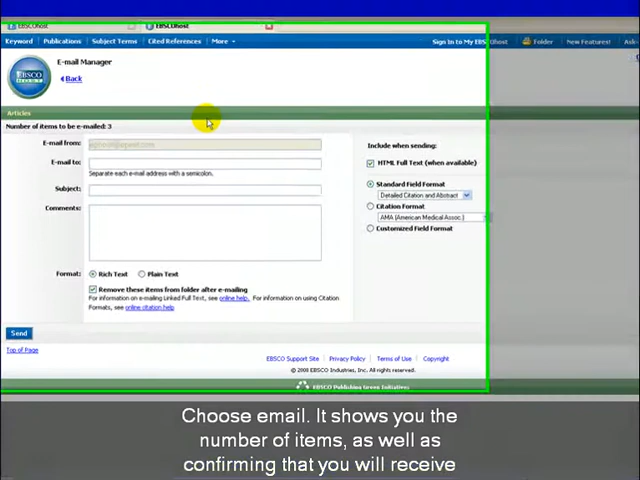 EBSCOhost EBSCOhost
Keyword Publications Subject Terms Cited References More Sign In to My EBSCOhost Folder New Features! Ask-
EBSCO HOST
E-mail Manager
Back
Articles
Number of items to be e-mailed: 3
E-mail from:
E-mail to:
Separate each e-mail address with a semicolon.
Subject:
Comments:
Format: Rich Text Plain Text
Remove these items from folder after e-mailing
For information on e-mailing Linked Full Text, see online help. For information on using Citation
Formats, see online citation help
Include when sending:
HTML Full Text (when available)
Standard Field Format
Detailed Citation and Abstract
Citation Format
AMA (American Medical Assoc.)
Customized Field Format
Send
Top of Page
EBSCO Support Site Privacy Policy Terms of Use Copyright
© 2008 EBSCO Industries, Inc. All rights reserved.
EBSCO Publishing Green Initiatives
Choose email. It shows you the
number of items, as well as
confirming that you will receive